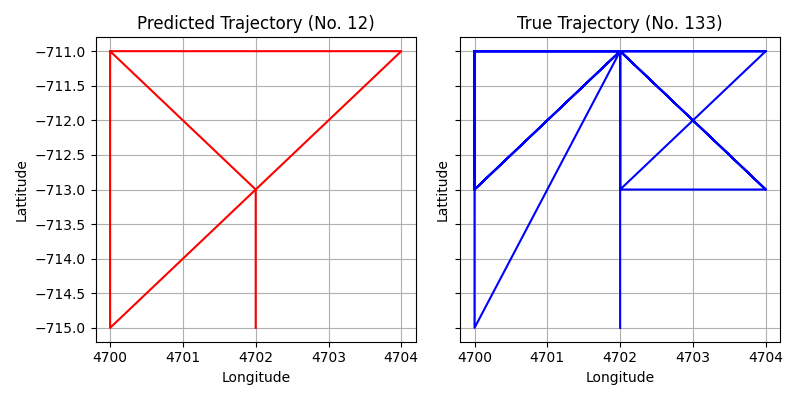 Predicted Trajectory (No. 12)
True Trajectory (No. 133)
−711.0
−711.5
−712.0
−712.5
−713.0
−713.5
−714.0
−714.5
−715.0
Lattitude
Lattitude
4700 4701 4702 4703 4704
4700 4701 4702 4703 4704
Longitude
Longitude